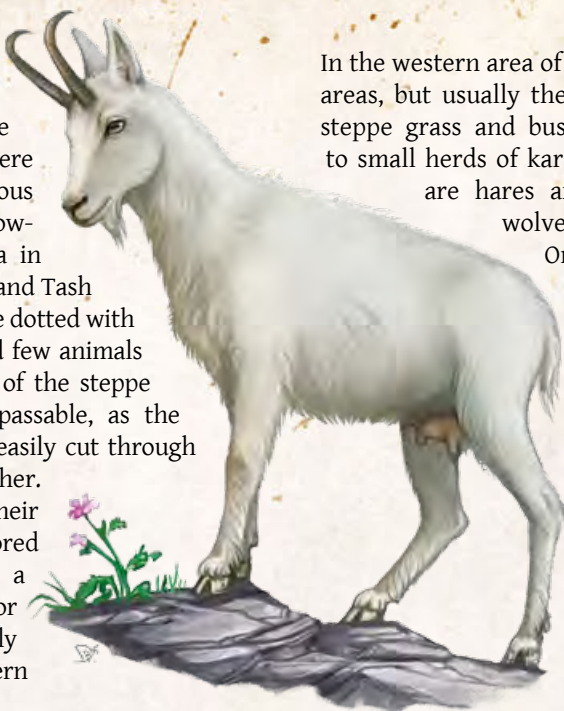 e
ere
ous
ow-
a in
and Tash
e dotted with
d few animals
of the steppe
passable, as the
easily cut through
her.
heir
ored
a
or
ly
ern
In the western area of
areas, but usually the
steppe grass and bus
to small herds of kar
are hares a
wolve
O